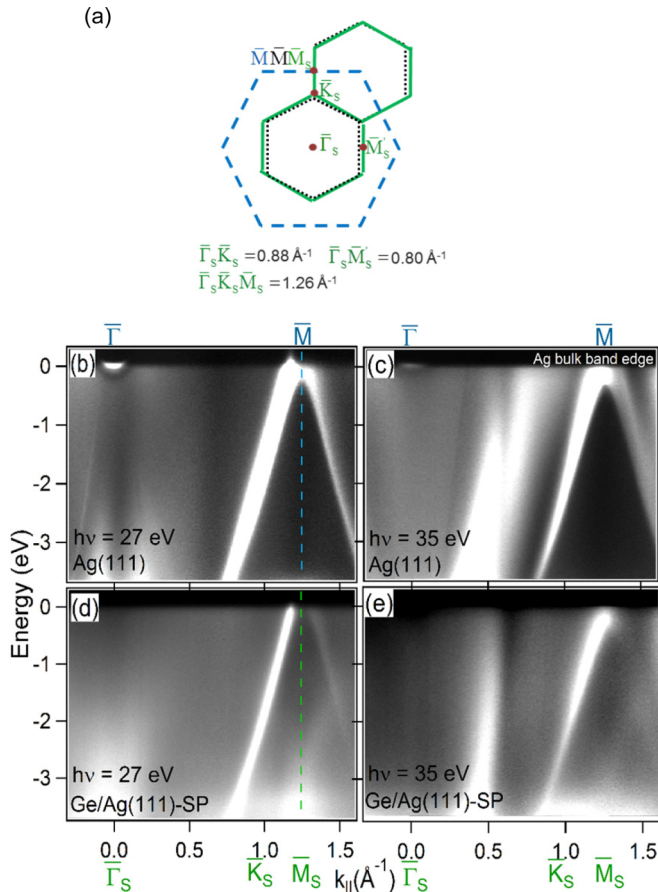 (a)
M̄ M̄ M̄S
K̄S
Γ̄S
M̄'S
Γ̄SK̄S = 0.88 Å⁻¹ Γ̄SM̄'S = 0.80 Å⁻¹
Γ̄SK̄SM̄S = 1.26 Å⁻¹
Γ̄ M̄ Γ̄ M̄
(b)
hν = 27 eV
Ag(111)
Ag bulk band edge
(c)
hν = 35 eV
Ag(111)
(d)
hν = 27 eV
Ge/Ag(111)-SP
(e)
hν = 35 eV
Ge/Ag(111)-SP
Energy (eV)
0
-1
-2
-3
0
-1
-2
-3
0.0 0.5 1.0 1.5 0.0 0.5 1.0 1.5
Γ̄S K̄S M̄S k||(Å⁻¹) Γ̄S K̄S M̄S